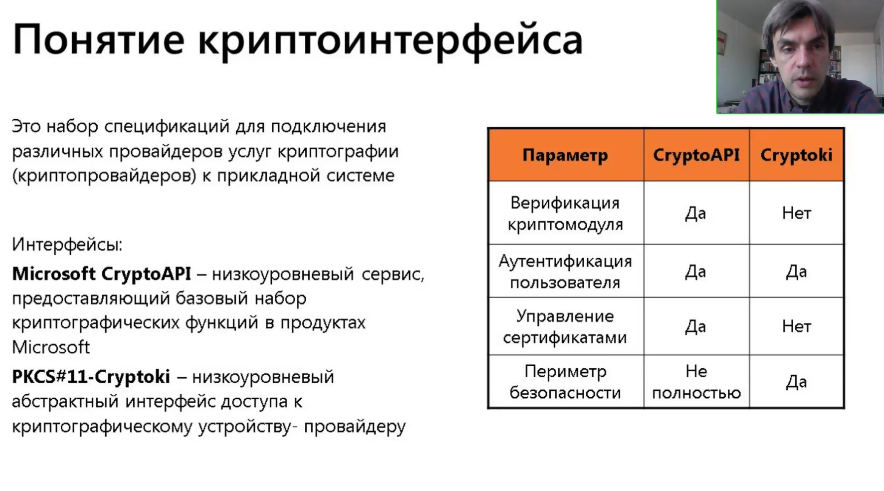 Понятие криптоинтерфейса
Это набор спецификаций для подключения
различных провайдеров услуг криптографии
(криптопровайдеров) к прикладной системе
Интерфейсы:
Microsoft CryptoAPI – низкоуровневый сервис,
предоставляющий базовый набор
криптографических функций в продуктах
Microsoft
PKCS#11-Cryptoki – низкоуровневый
абстрактный интерфейс доступа к
криптографическому устройству- провайдеру
Параметр CryptoAPI Cryptoki
Верификация
криптомодуля Да Нет
Аутентификация
пользователя Да Да
Управление
сертификатами Да Нет
Периметр Не
безопасности полностью Да